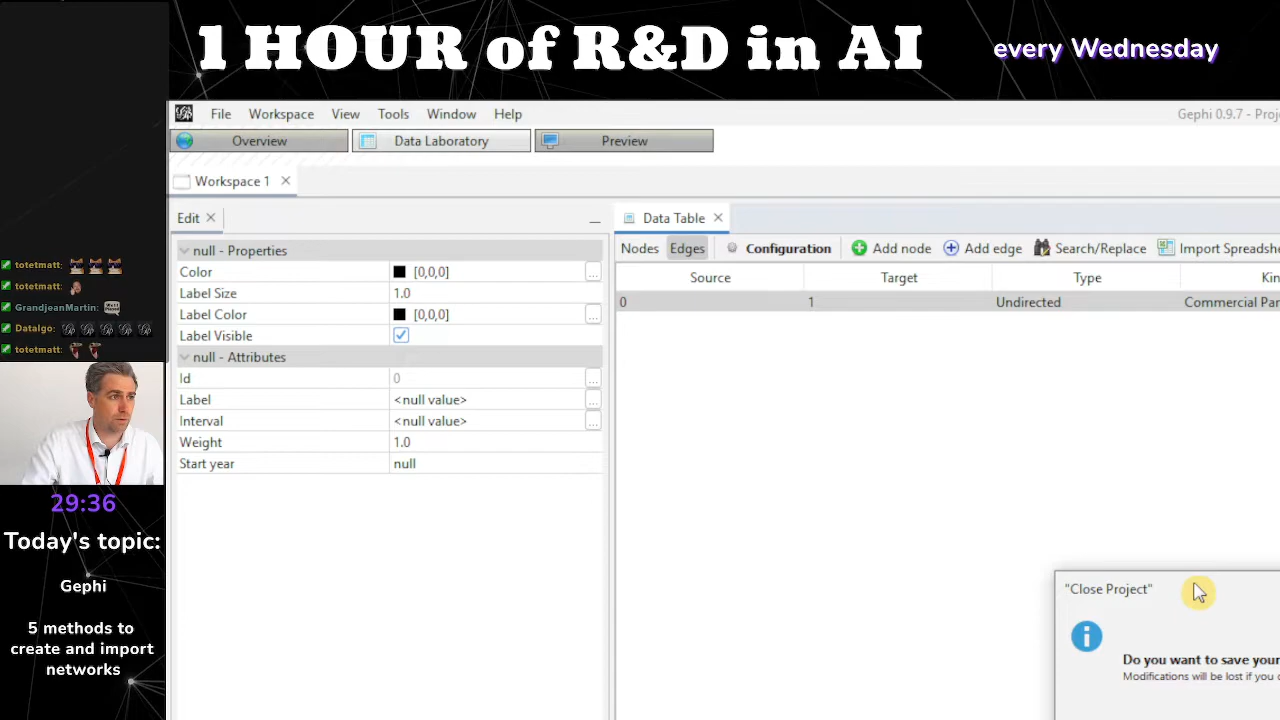 1 HOUR of R&D in AI
every Wednesday
File Workspace View Tools Window Help
Gephi 0.9.7 - Proj
Overview Data Laboratory Preview
Workspace 1
Edit
Data Table
Nodes Edges Configuration Add node Add edge Search/Replace Import Spreadshe
null - Properties
Color [0,0,0] ...
Label Size 1.0
Label Color [0,0,0] ...
Label Visible
null - Attributes
Id 0 ...
Label <null value> ...
Interval <null value> ...
Weight 1.0
Start year null
Source Target Type Kin
0 1 Undirected Commercial Par
totetmatt:
totetmatt:
GrandjeanMartin:
Datalgo:
totetmatt:
29:36
Today's topic:
Gephi
5 methods to
create and import
networks
"Close Project"
Do you want to save your
Modifications will be lost if you